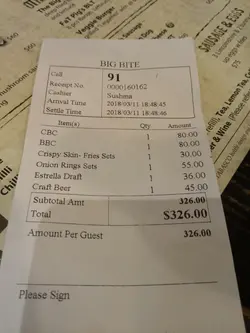 BIG BITE
Call 91
Receipt No. 0000160162
Cashier Sushma
Arrival Time 2018/03/11 18:48:45
Settle Time 2018/03/11 18:48:46
Item(s) Qty Amount
CBC 1 80.00
BBC 1 80.00
Crispy Skin- Fries Sets 1 30.00
Onion Rings Sets 1 55.00
Estrella Draft 1 36.00
Craft Beer 1 45.00
Subtotal Amt 326.00
Total $326.00
Amount Per Guest 326.00
Please Sign
SAUSAGE & EGGS